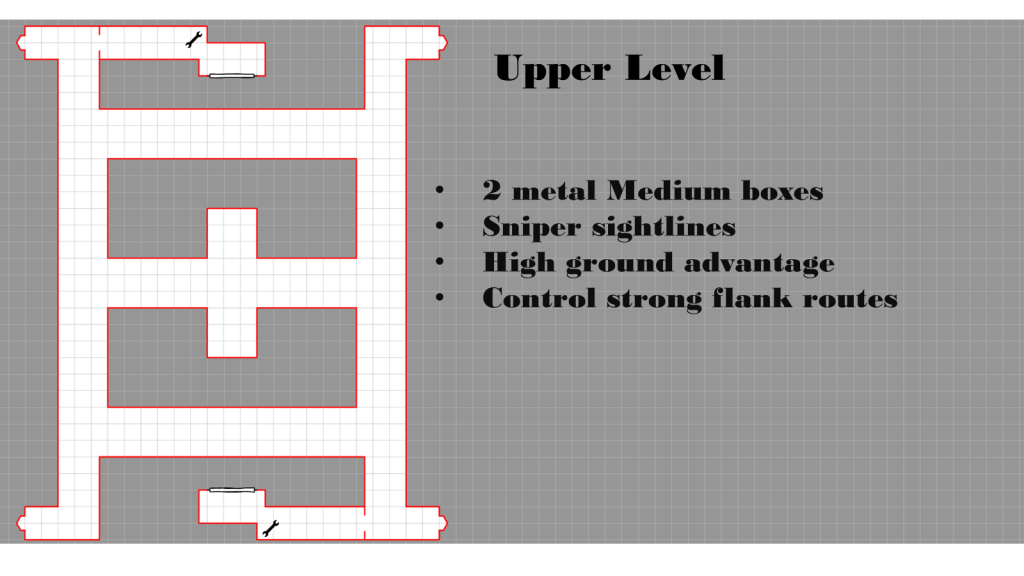 Upper Level
• 2 metal Medium boxes
• Sniper sightlines
• High ground advantage
• Control strong flank routes